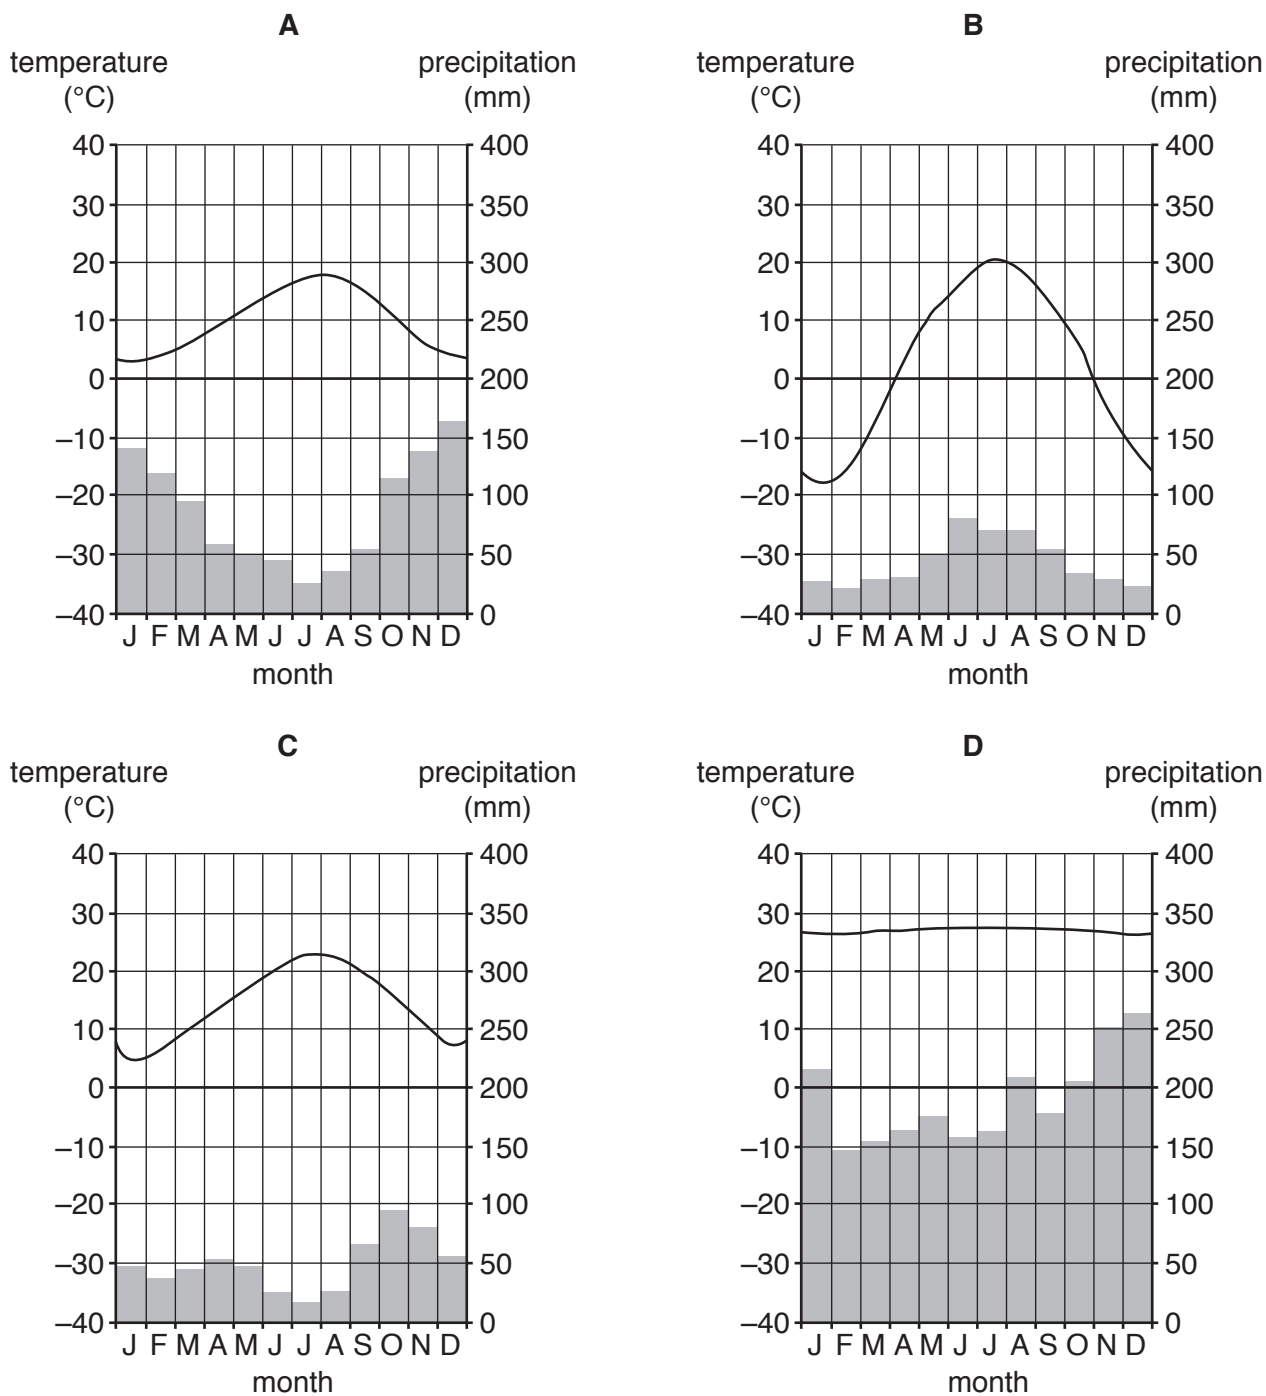 A
temperature (°C)
precipitation (mm)
40 400
30 350
20 300
10 250
0 200
–10 150
–20 100
–30 50
–40 0
J F M A M J J A S O N D
month
B
temperature (°C)
precipitation (mm)
40 400
30 350
20 300
10 250
0 200
–10 150
–20 100
–30 50
–40 0
J F M A M J J A S O N D
month
C
temperature (°C)
precipitation (mm)
40 400
30 350
20 300
10 250
0 200
–10 150
–20 100
–30 50
–40 0
J F M A M J J A S O N D
month
D
temperature (°C)
precipitation (mm)
40 400
30 350
20 300
10 250
0 200
–10 150
–20 100
–30 50
–40 0
J F M A M J J A S O N D
month